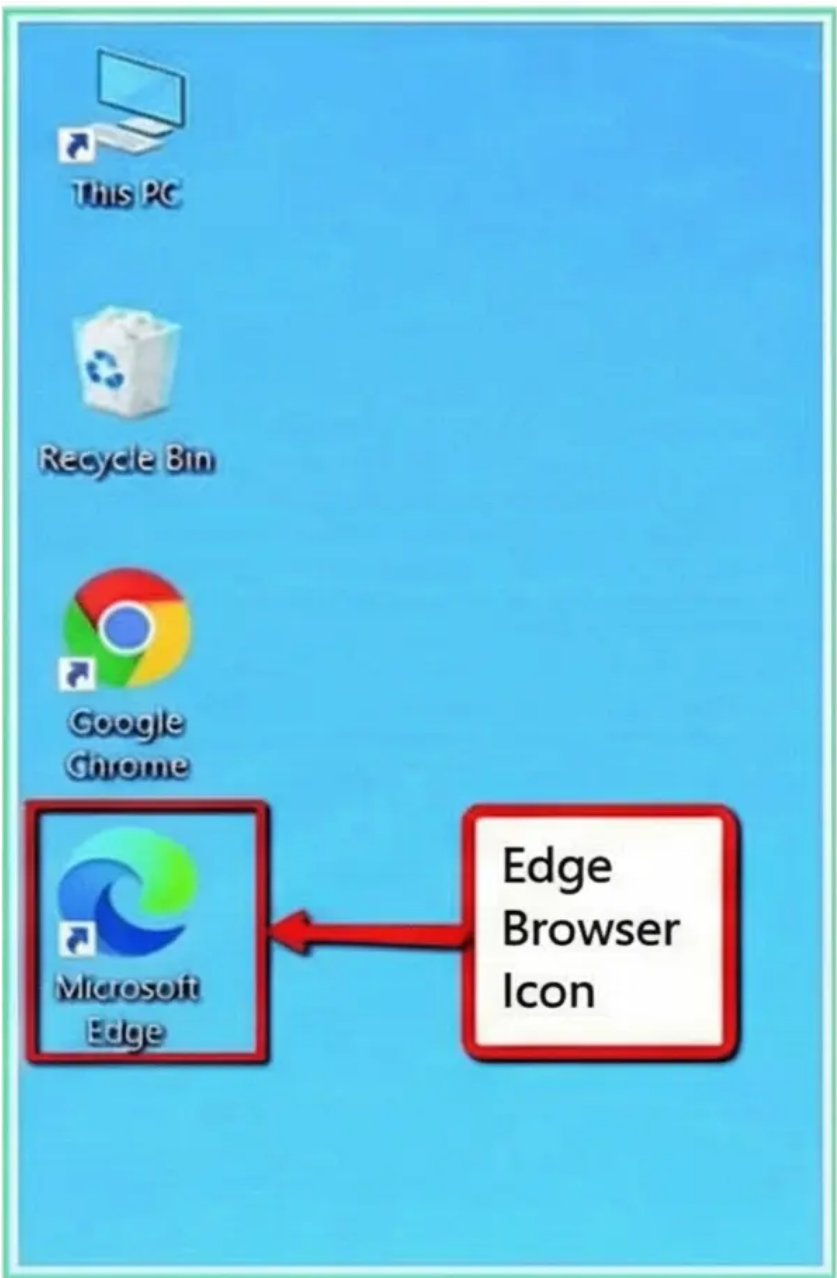 This PC
Recycle Bin
Google
Chrome
Microsoft
Edge
Edge
Browser
Icon